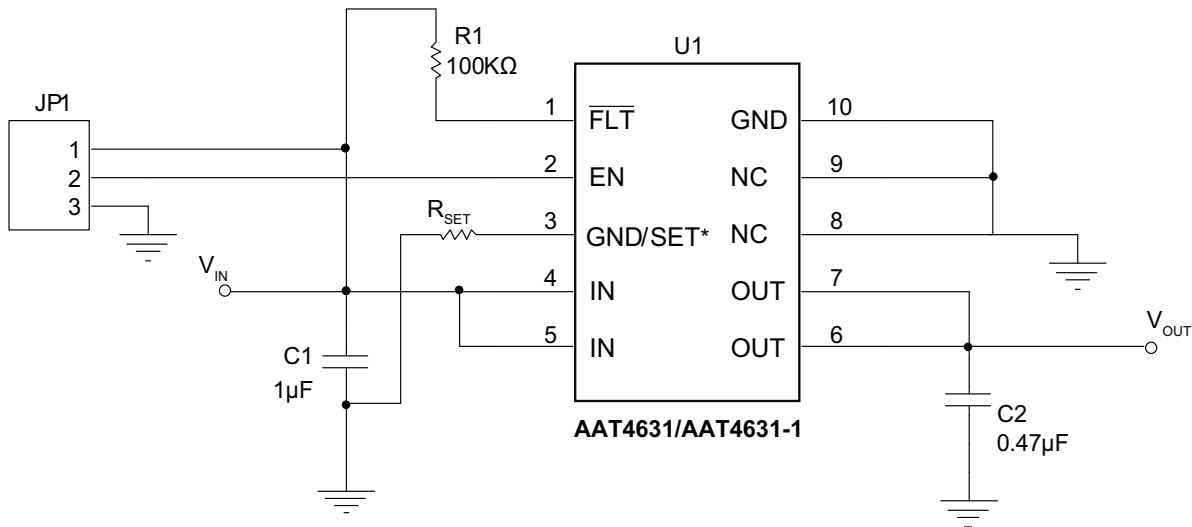 R1
100KΩ
U1
JP1
1
2
3
1
FLT
GND
10
2
EN
NC
9
R_SET
3
GND/SET*
NC
8
V_IN
4
IN
OUT
7
5
IN
OUT
6
V_OUT
C1
1µF
AAT4631/AAT4631-1
C2
0.47µF